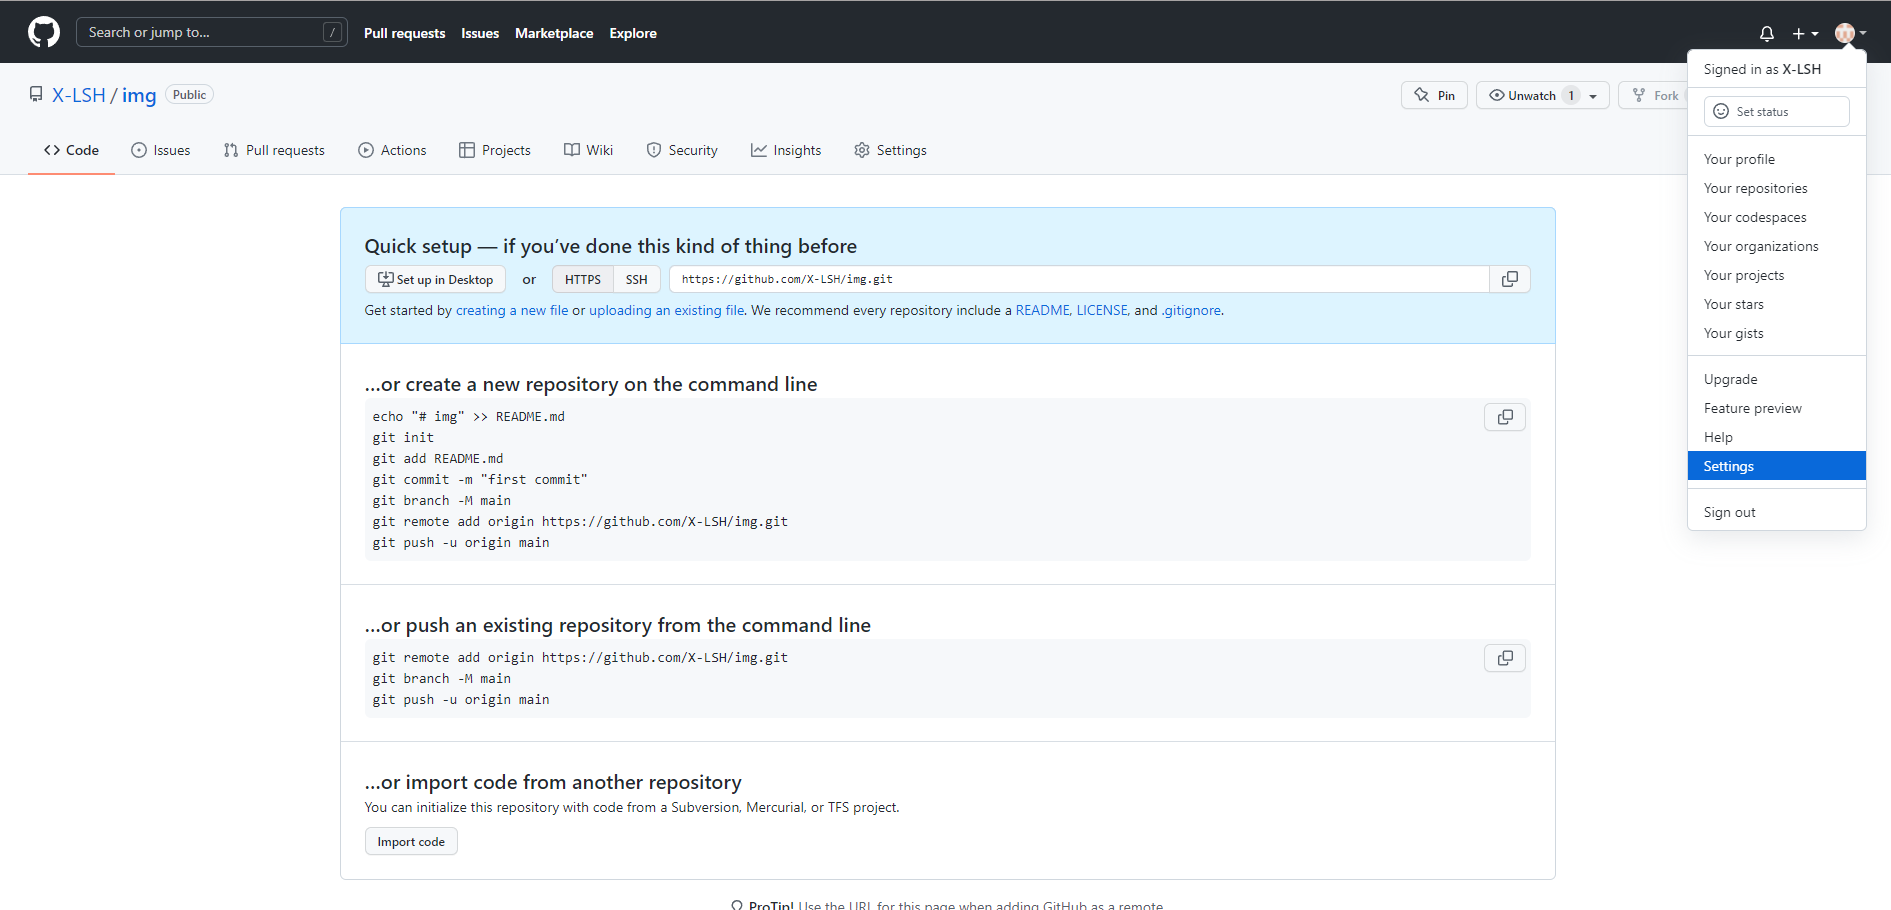 Search or jump to... /
Pull requests Issues Marketplace Explore
Signed in as X-LSH
Set status
Your profile
Your repositories
Your codespaces
Your organizations
Your projects
Your stars
Your gists
Upgrade
Feature preview
Help
Settings
Sign out
X-LSH / img Public
Pin Unwatch 1 Fork
Code Issues Pull requests Actions Projects Wiki Security Insights Settings
Quick setup — if you’ve done this kind of thing before
Set up in Desktop or HTTPS SSH https://github.com/X-LSH/img.git
Get started by creating a new file or uploading an existing file. We recommend every repository include a README, LICENSE, and .gitignore.
…or create a new repository on the command line
echo "# img" >> README.md
git init
git add README.md
git commit -m "first commit"
git branch -M main
git remote add origin https://github.com/X-LSH/img.git
git push -u origin main
…or push an existing repository from the command line
git remote add origin https://github.com/X-LSH/img.git
git branch -M main
git push -u origin main
…or import code from another repository
You can initialize this repository with code from a Subversion, Mercurial, or TFS project.
Import code
ProTip! Use the URL for this page when adding GitHub as a remote.